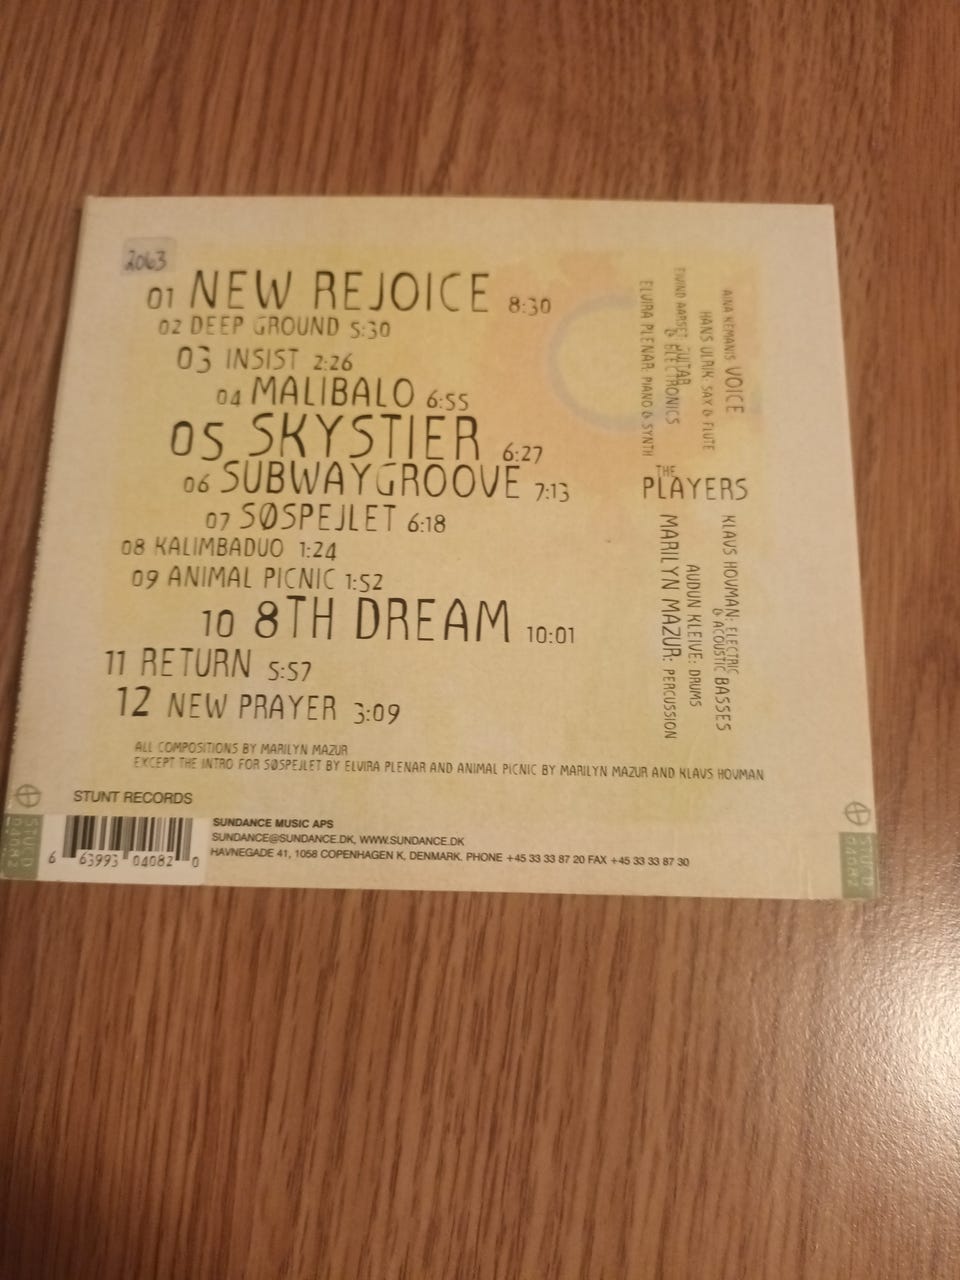 2063
01 NEW REJOICE 8:30
02 DEEP GROUND 5:30
03 INSIST 2:26
04 MALIBALO 6:55
05 SKYSTIER 6:27
06 SUBWAYGROOVE 7:13
07 SØSPEJLET 6:18
08 KALIMBADUO 1:24
09 ANIMAL PICNIC 1:52
10 8TH DREAM 10:01
11 RETURN 5:57
12 NEW PRAYER 3:09
THE
PLAYERS
AINA KEMANIS VOICE
HANS ULRIK: SAX & FLUTE
EIVIND AARSET: GUITAR
& ELECTRONICS
ELVIRA PLENAR: PIANO & SYNTH
KLAVS HOVMAN: ELECTRIC
& ACOUSTIC BASSES
AUDUN KLEIVE: DRUMS
MARILYN MAZUR: PERCUSSION
ALL COMPOSITIONS BY MARILYN MAZUR
EXCEPT THE INTRO FOR SØSPEJLET BY ELVIRA PLENAR AND ANIMAL PICNIC BY MARILYN MAZUR AND KLAVS HOVMAN
STUNT RECORDS
SUNDANCE MUSIC APS
SUNDANCE@SUNDANCE.DK, WWW.SUNDANCE.DK
HAVNEGADE 41, 1058 COPENHAGEN K, DENMARK. PHONE +45 33 33 87 20 FAX +45 33 33 87 30
6 63993 04082 0